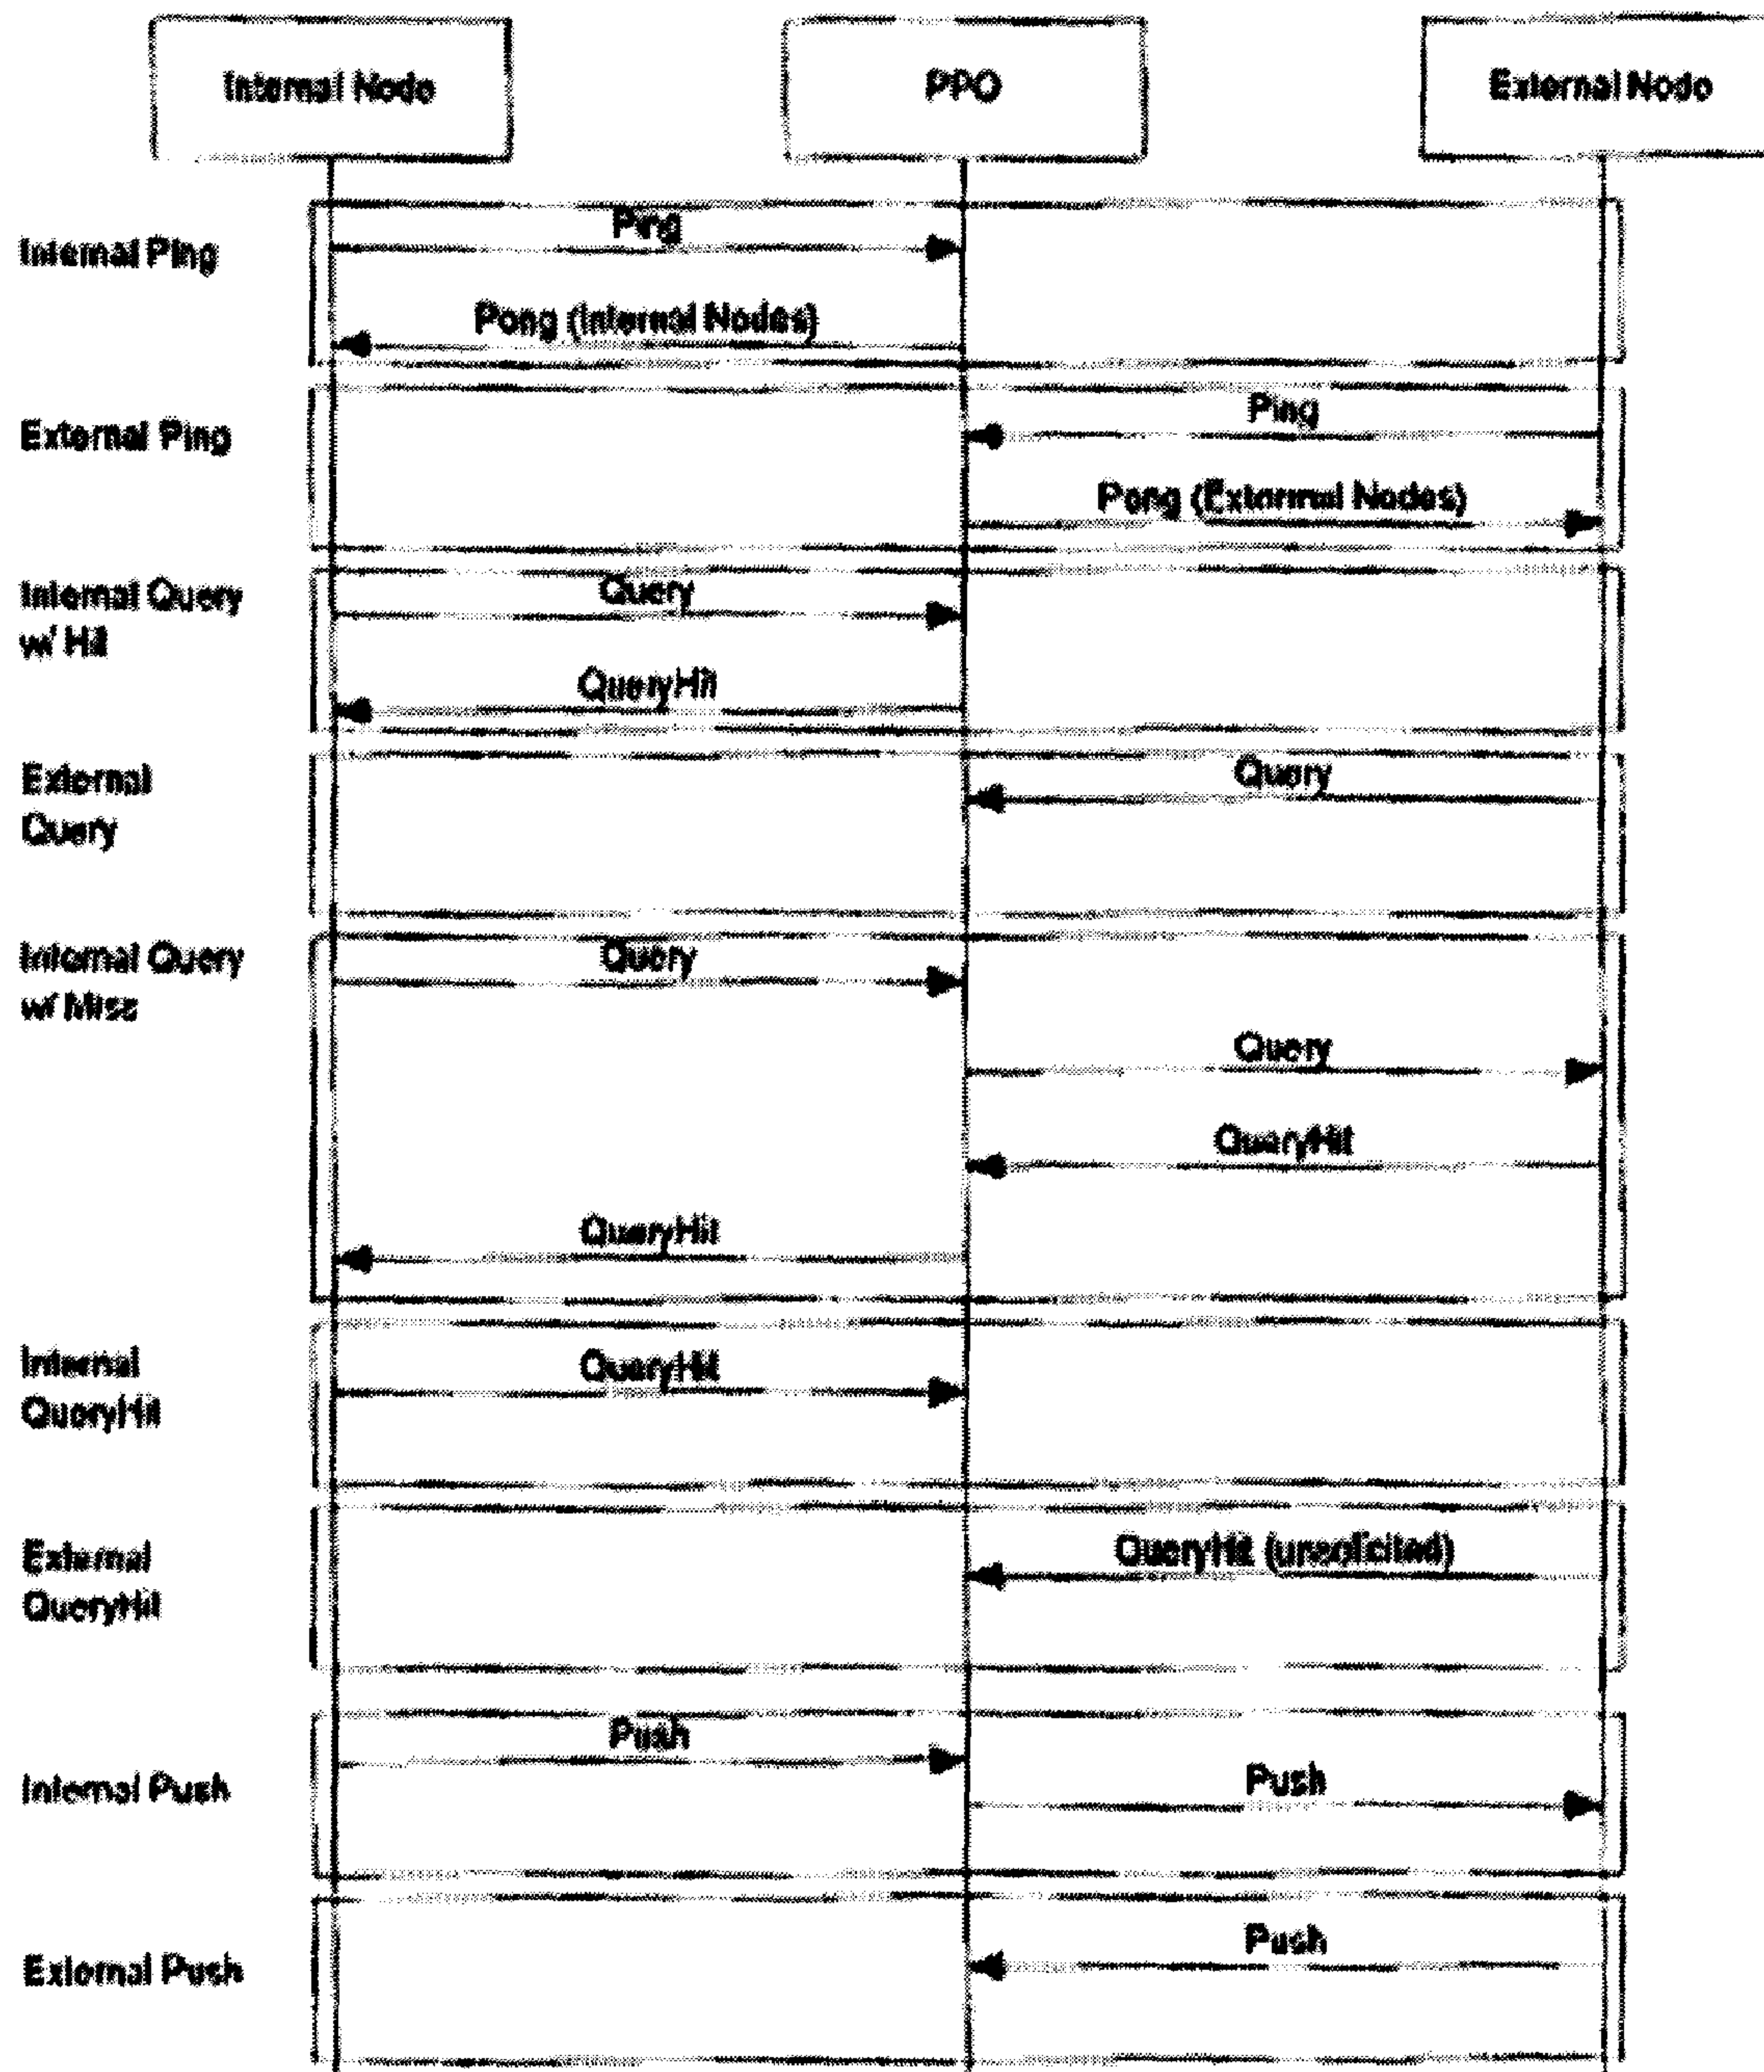 Internal Node
PPO
External Node
Internal Ping
Ping
Pong (Internal Nodes)
External Ping
Ping
Pong (External Nodes)
Internal Query
w/ Hit
Query
QueryHit
External
Query
Query
Internal Query
w/ Miss
Query
Query
QueryHit
QueryHit
Internal
QueryHit
QueryHit
External
QueryHit
QueryHit (unsolicited)
Internal Push
Push
Push
External Push
Push